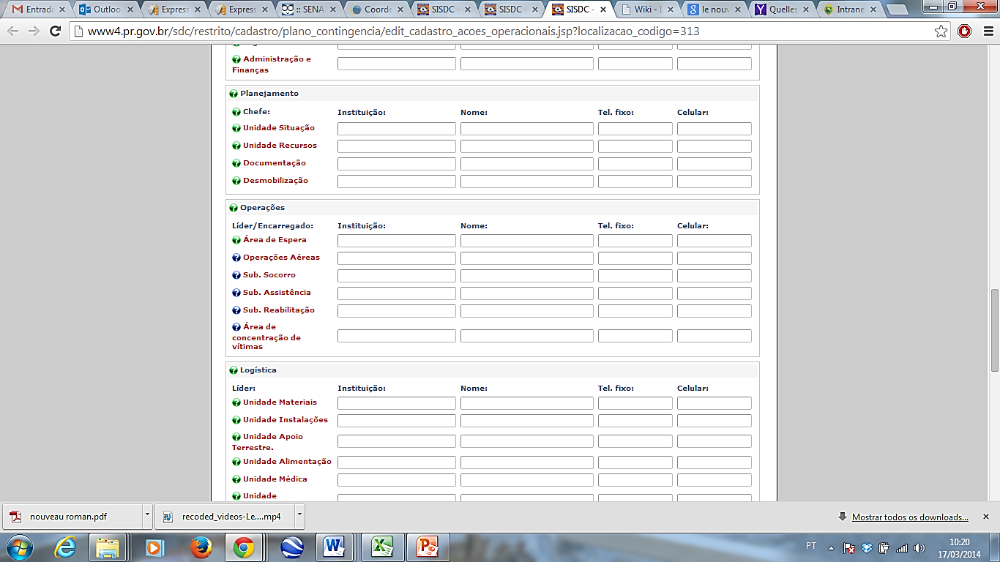 Entrada
Outloo
Express
Express
:: SENA
Coorde
SISDC -
SISDC -
SISDC -
Wiki - I
le nouv
Quelles
Intrane
www4.pr.gov.br/sdc/restrito/cadastro/plano_contingencia/edit_cadastro_acoes_operacionais.jsp?localizacao_codigo=313
Administração e
Finanças
Planejamento
Chefe: Instituição: Nome: Tel. fixo: Celular:
Unidade Situação
Unidade Recursos
Documentação
Desmobilização
Operações
Líder/Encarregado: Instituição: Nome: Tel. fixo: Celular:
Área de Espera
Operações Aéreas
Sub. Socorro
Sub. Assistência
Sub. Reabilitação
Área de
concentração de
vítimas
Logística
Líder: Instituição: Nome: Tel. fixo: Celular:
Unidade Materiais
Unidade Instalações
Unidade Apoio
Terrestre.
Unidade Alimentação
Unidade Médica
Unidade
nouveau roman.pdf
recoded_videos-Le....mp4
Mostrar todos os downloads...
PT
10:20
17/03/2014